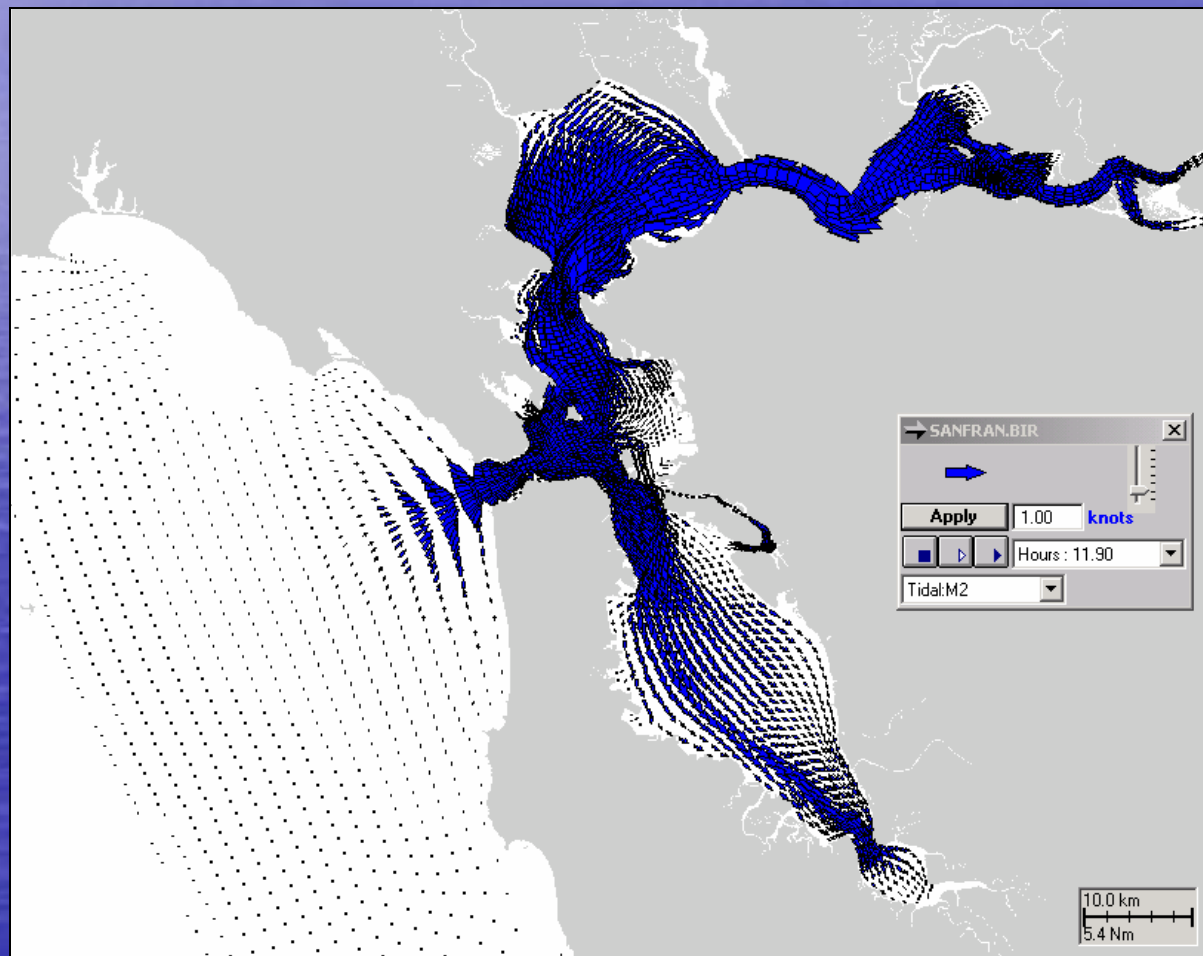 SANFRAN.BIR
Apply 1.00 knots
Hours : 11.90
Tidal:M2
10.0 km
5.4 Nm